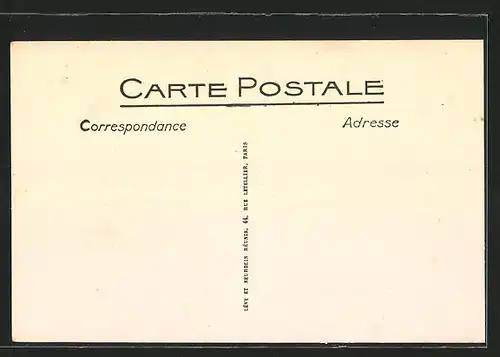 CARTE POSTALE
Correspondance
Adresse
LÉVY ET NEURDEIN RÉUNIS, 44, RUE LETELLIER, PARIS